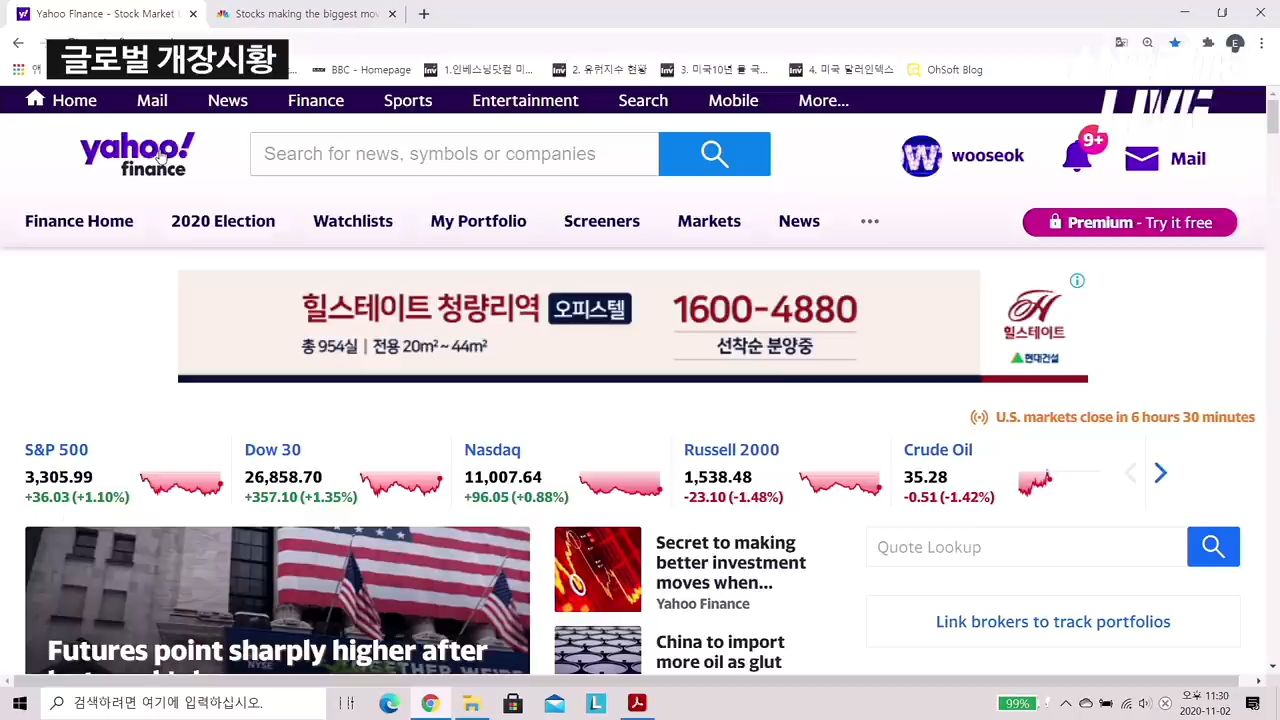 Yahoo Finance - Stock Market
Stocks making the biggest mo
글로벌 개장시황
BBC - Homepage
1.인베스닝닷컴 미...
2. 유럽지수 현황
3. 미국10년 률 국...
4. 미국 달러인덱스
OhSoft Blog
Home
Mail
News
Finance
Sports
Entertainment
Search
Mobile
More...
LIVE
yahoo!
finance
Search for news, symbols or companies
wooseok
9+
Mail
Finance Home
2020 Election
Watchlists
My Portfolio
Screeners
Markets
News
Premium - Try it free
힐스테이트 청량리역 오피스텔
총 954실 | 전용 20m²~ 44m²
1600-4880
선착순 분양중
힐스테이트
현대건설
U.S. markets close in 6 hours 30 minutes
S&P 500
3,305.99
+36.03 (+1.10%)
Dow 30
26,858.70
+357.10 (+1.35%)
Nasdaq
11,007.64
+96.05 (+0.88%)
Russell 2000
1,538.48
-23.10 (-1.48%)
Crude Oil
35.28
-0.51 (-1.42%)
Futures point sharply higher after
Secret to making
better investment
moves when...
Yahoo Finance
China to import
more oil as glut
Quote Lookup
Link brokers to track portfolios
검색하려면 여기에 입력하십시오.
99%
오후 11:30
2020-11-02